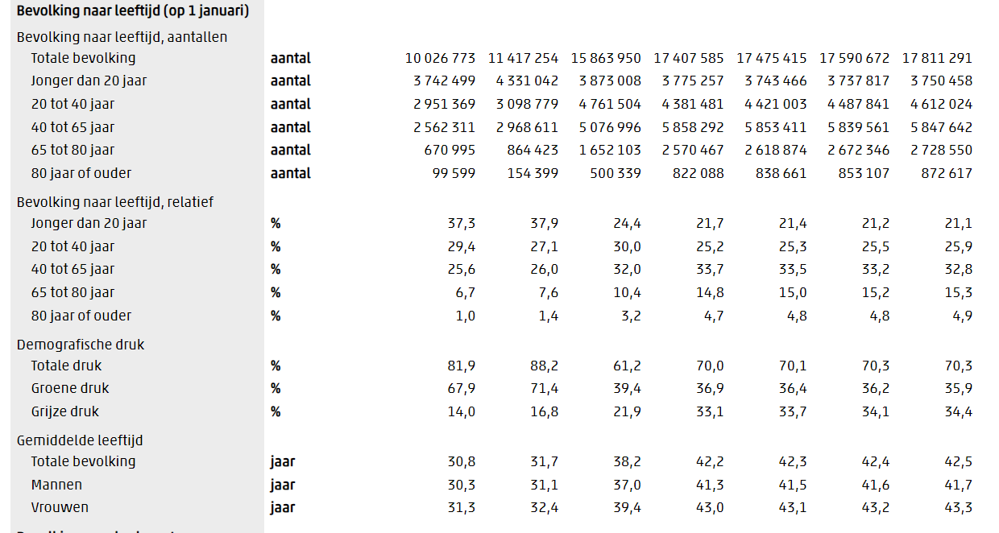 Bevolking naar leeftijd (op 1 januari)
Bevolking naar leeftijd, aantallen
Totale bevolking aantal 10 026 773 11 417 254 15 863 950 17 407 585 17 475 415 17 590 672 17 811 291
Jonger dan 20 jaar aantal 3 742 499 4 331 042 3 873 008 3 775 257 3 743 466 3 737 817 3 750 458
20 tot 40 jaar aantal 2 951 369 3 098 779 4 761 504 4 381 481 4 421 003 4 487 841 4 612 024
40 tot 65 jaar aantal 2 562 311 2 968 611 5 076 996 5 858 292 5 853 411 5 839 561 5 847 642
65 tot 80 jaar aantal 670 995 864 423 1 652 103 2 570 467 2 618 874 2 672 346 2 728 550
80 jaar of ouder aantal 99 599 154 399 500 339 822 088 838 661 853 107 872 617
Bevolking naar leeftijd, relatief
Jonger dan 20 jaar % 37,3 37,9 24,4 21,7 21,4 21,2 21,1
20 tot 40 jaar % 29,4 27,1 30,0 25,2 25,3 25,5 25,9
40 tot 65 jaar % 25,6 26,0 32,0 33,7 33,5 33,2 32,8
65 tot 80 jaar % 6,7 7,6 10,4 14,8 15,0 15,2 15,3
80 jaar of ouder % 1,0 1,4 3,2 4,7 4,8 4,8 4,9
Demografische druk
Totale druk % 81,9 88,2 61,2 70,0 70,1 70,3 70,3
Groene druk % 67,9 71,4 39,4 36,9 36,4 36,2 35,9
Grijze druk % 14,0 16,8 21,9 33,1 33,7 34,1 34,4
Gemiddelde leeftijd
Totale bevolking jaar 30,8 31,7 38,2 42,2 42,3 42,4 42,5
Mannen jaar 30,3 31,1 37,0 41,3 41,5 41,6 41,7
Vrouwen jaar 31,3 32,4 39,4 43,0 43,1 43,2 43,3